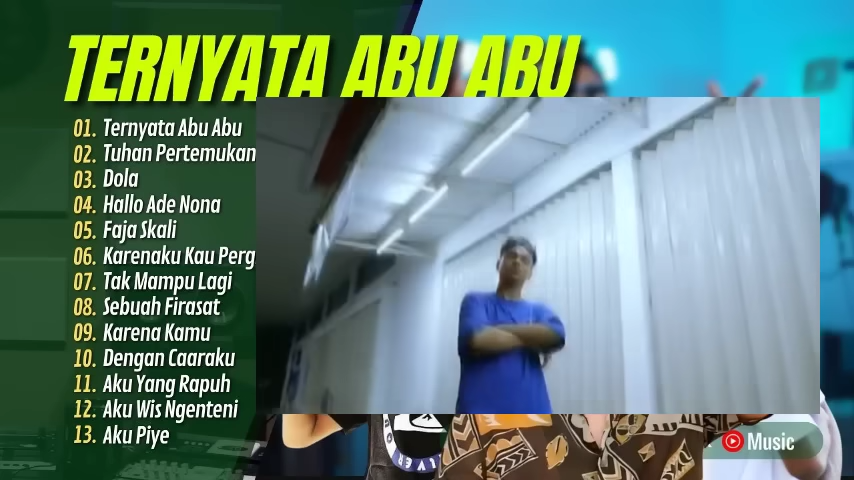 TERNYATA ABU ABU
01. Ternyata Abu Abu
02. Tuhan Pertemukan
03. Dola
04. Hallo Ade Nona
05. Faja Skali
06. Karenaku Kau Perg
07. Tak Mampu Lagi
08. Sebuah Firasat
09. Karena Kamu
10. Dengan Caaraku
11. Aku Yang Rapuh
12. Aku Wis Ngenteni
13. Aku Piye
Music